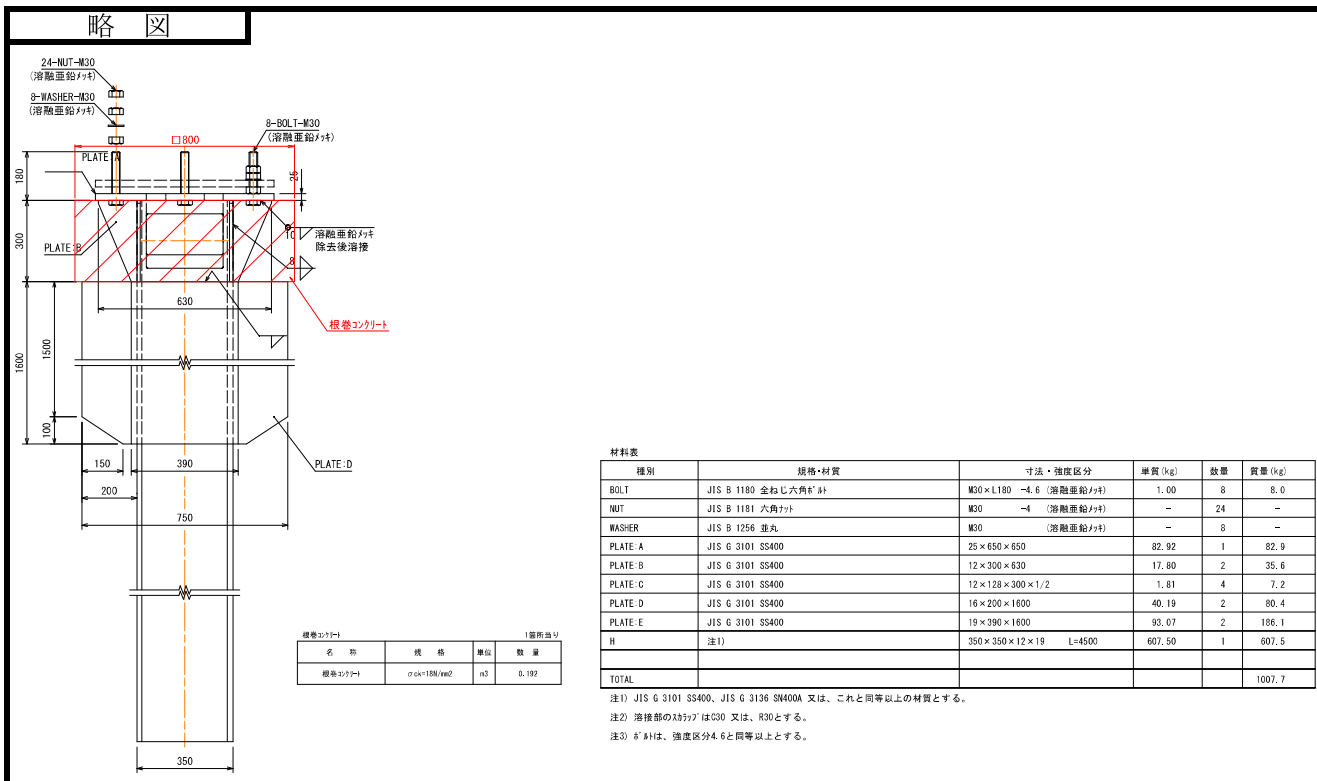 略 図
24-NUT-M30
(溶融亜鉛ﾒｯｷ)
8-WASHER-M30
(溶融亜鉛ﾒｯｷ)
8-BOLT-M30
(溶融亜鉛ﾒｯｷ)
□800
PLATE:A
180
25
300
PLATE:B
10
溶融亜鉛ﾒｯｷ
除去後溶接
8
630
根巻ｺﾝｸﾘｰﾄ
1600
1500
100
150
390
PLATE:D
200
750
350
根巻ｺﾝｸﾘｰﾄ 1箇所当り
名 称 規 格 単位 数 量
根巻ｺﾝｸﾘｰﾄ σck=18N/mm2 m3 0.192
材料表
種別 規格・材質 寸法・強度区分 単質(kg) 数量 質量(kg)
BOLT JIS B 1180 全ねじ六角ﾎﾞﾙﾄ M30×L180 -4.6 (溶融亜鉛ﾒｯｷ) 1.00 8 8.0
NUT JIS B 1181 六角ﾅｯﾄ M30 -4 (溶融亜鉛ﾒｯｷ) - 24 -
WASHER JIS B 1256 並丸 M30 (溶融亜鉛ﾒｯｷ) - 8 -
PLATE:A JIS G 3101 SS400 25×650×650 82.92 1 82.9
PLATE:B JIS G 3101 SS400 12×300×630 17.80 2 35.6
PLATE:C JIS G 3101 SS400 12×128×300×1/2 1.81 4 7.2
PLATE:D JIS G 3101 SS400 16×200×1600 40.19 2 80.4
PLATE:E JIS G 3101 SS400 19×390×1600 93.07 2 186.1
H 注1) 350×350×12×19 L=4500 607.50 1 607.5
TOTAL 1007.7
注1) JIS G 3101 SS400、JIS G 3136 SN400A 又は、これと同等以上の材質とする。
注2) 溶接部のｽｶﾗｯﾌﾟはC30 又は、R30とする。
注3) ﾎﾞﾙﾄは、強度区分4.6と同等以上とする。